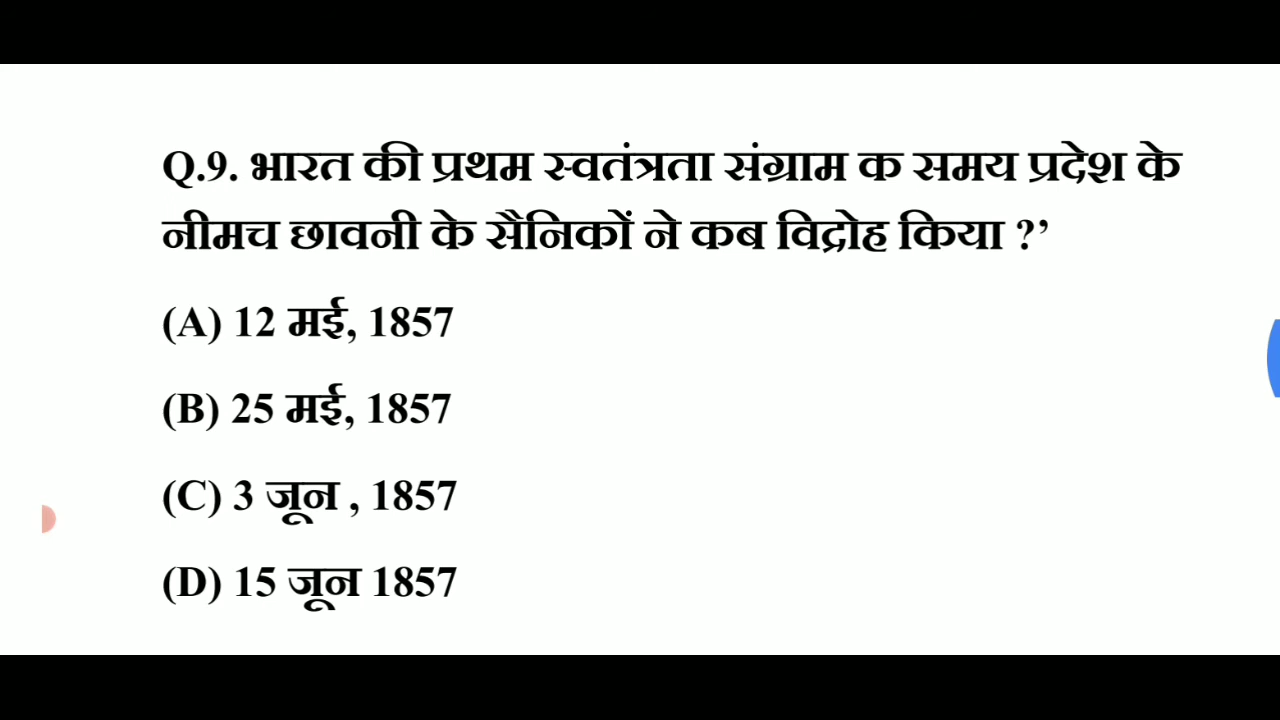 Q.9. भारत की प्रथम स्वतंत्रता संग्राम क समय प्रदेश के
नीमच छावनी के सैनिकों ने कब विद्रोह किया ?’
(A) 12 मई, 1857
(B) 25 मई, 1857
(C) 3 जून , 1857
(D) 15 जून 1857